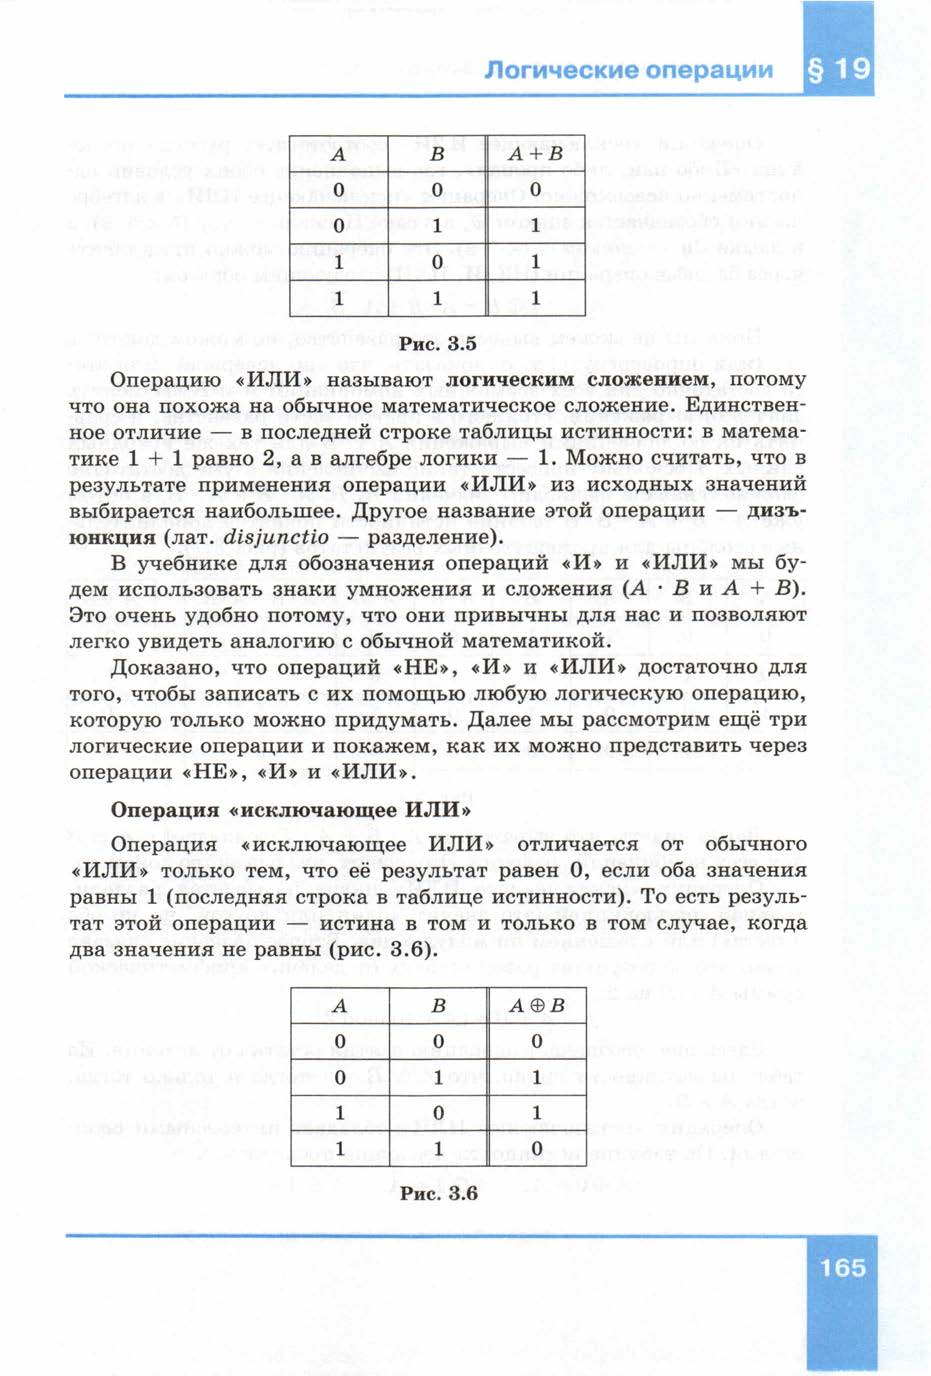 Логические операции § 19
A B A + B
0 0 0
0 1 1
1 0 1
1 1 1
Рис. 3.5
Операцию «ИЛИ» называют логическим сложением, потому
что она похожа на обычное математическое сложение. Единствен-
ное отличие — в последней строке таблицы истинности: в матема-
тике 1 + 1 равно 2, а в алгебре логики — 1. Можно считать, что в
результате применения операции «ИЛИ» из исходных значений
выбирается наибольшее. Другое название этой операции — дизъ-
юнкция (лат. disjunctio — разделение).
В учебнике для обозначения операций «И» и «ИЛИ» мы бу-
дем использовать знаки умножения и сложения (A · B и A + B).
Это очень удобно потому, что они привычны для нас и позволяют
легко увидеть аналогию с обычной матемтикой.
Доказано, что операций «НЕ», «И» и «ИЛИ» достаточно для
того, чтобы записать с их помощью любую логическую операцию,
которую только можно придумать. Далее мы рассмотрим ещё три
логические операции и покажем, как их можно представить через
операции «НЕ», «И» и «ИЛИ».
Операция «исключающее ИЛИ»
Операция «исключающее ИЛИ» отличается от обычного
«ИЛИ» только тем, что её результат равен 0, если оба значения
равны 1 (последняя строка в таблице истинности). То есть резуль-
тат этой операции — истина в том и только в том случае, когда
два значения не равны (рис. 3.6).
A B A ⊕ B
0 0 0
0 1 1
1 0 1
1 1 0
Рис. 3.6
165